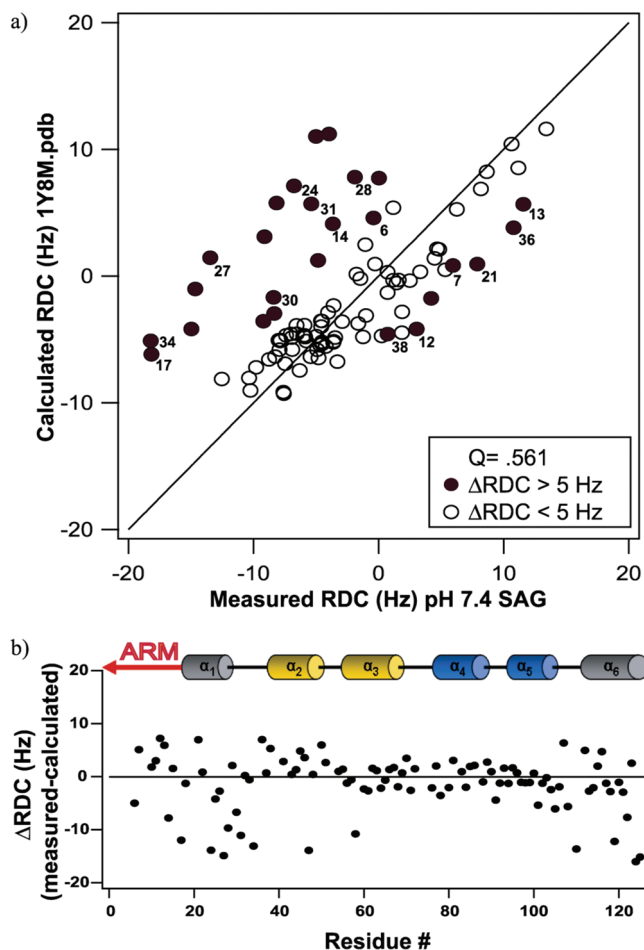 a)
20
10
0
-10
-20
Calculated RDC (Hz) 1Y8M.pdb
24
28
31
14
6
27
30
34
17
13
36
7
21
38
12
Q= .561
ΔRDC > 5 Hz
ΔRDC < 5 Hz
-20 -10 0 10 20
Measured RDC (Hz) pH 7.4 SAG
b)
ARM α1 α2 α3 α4 α5 α6
20
10
0
-10
-20
ΔRDC (Hz)
(measured-calculated)
0 20 40 60 80 100 120
Residue #